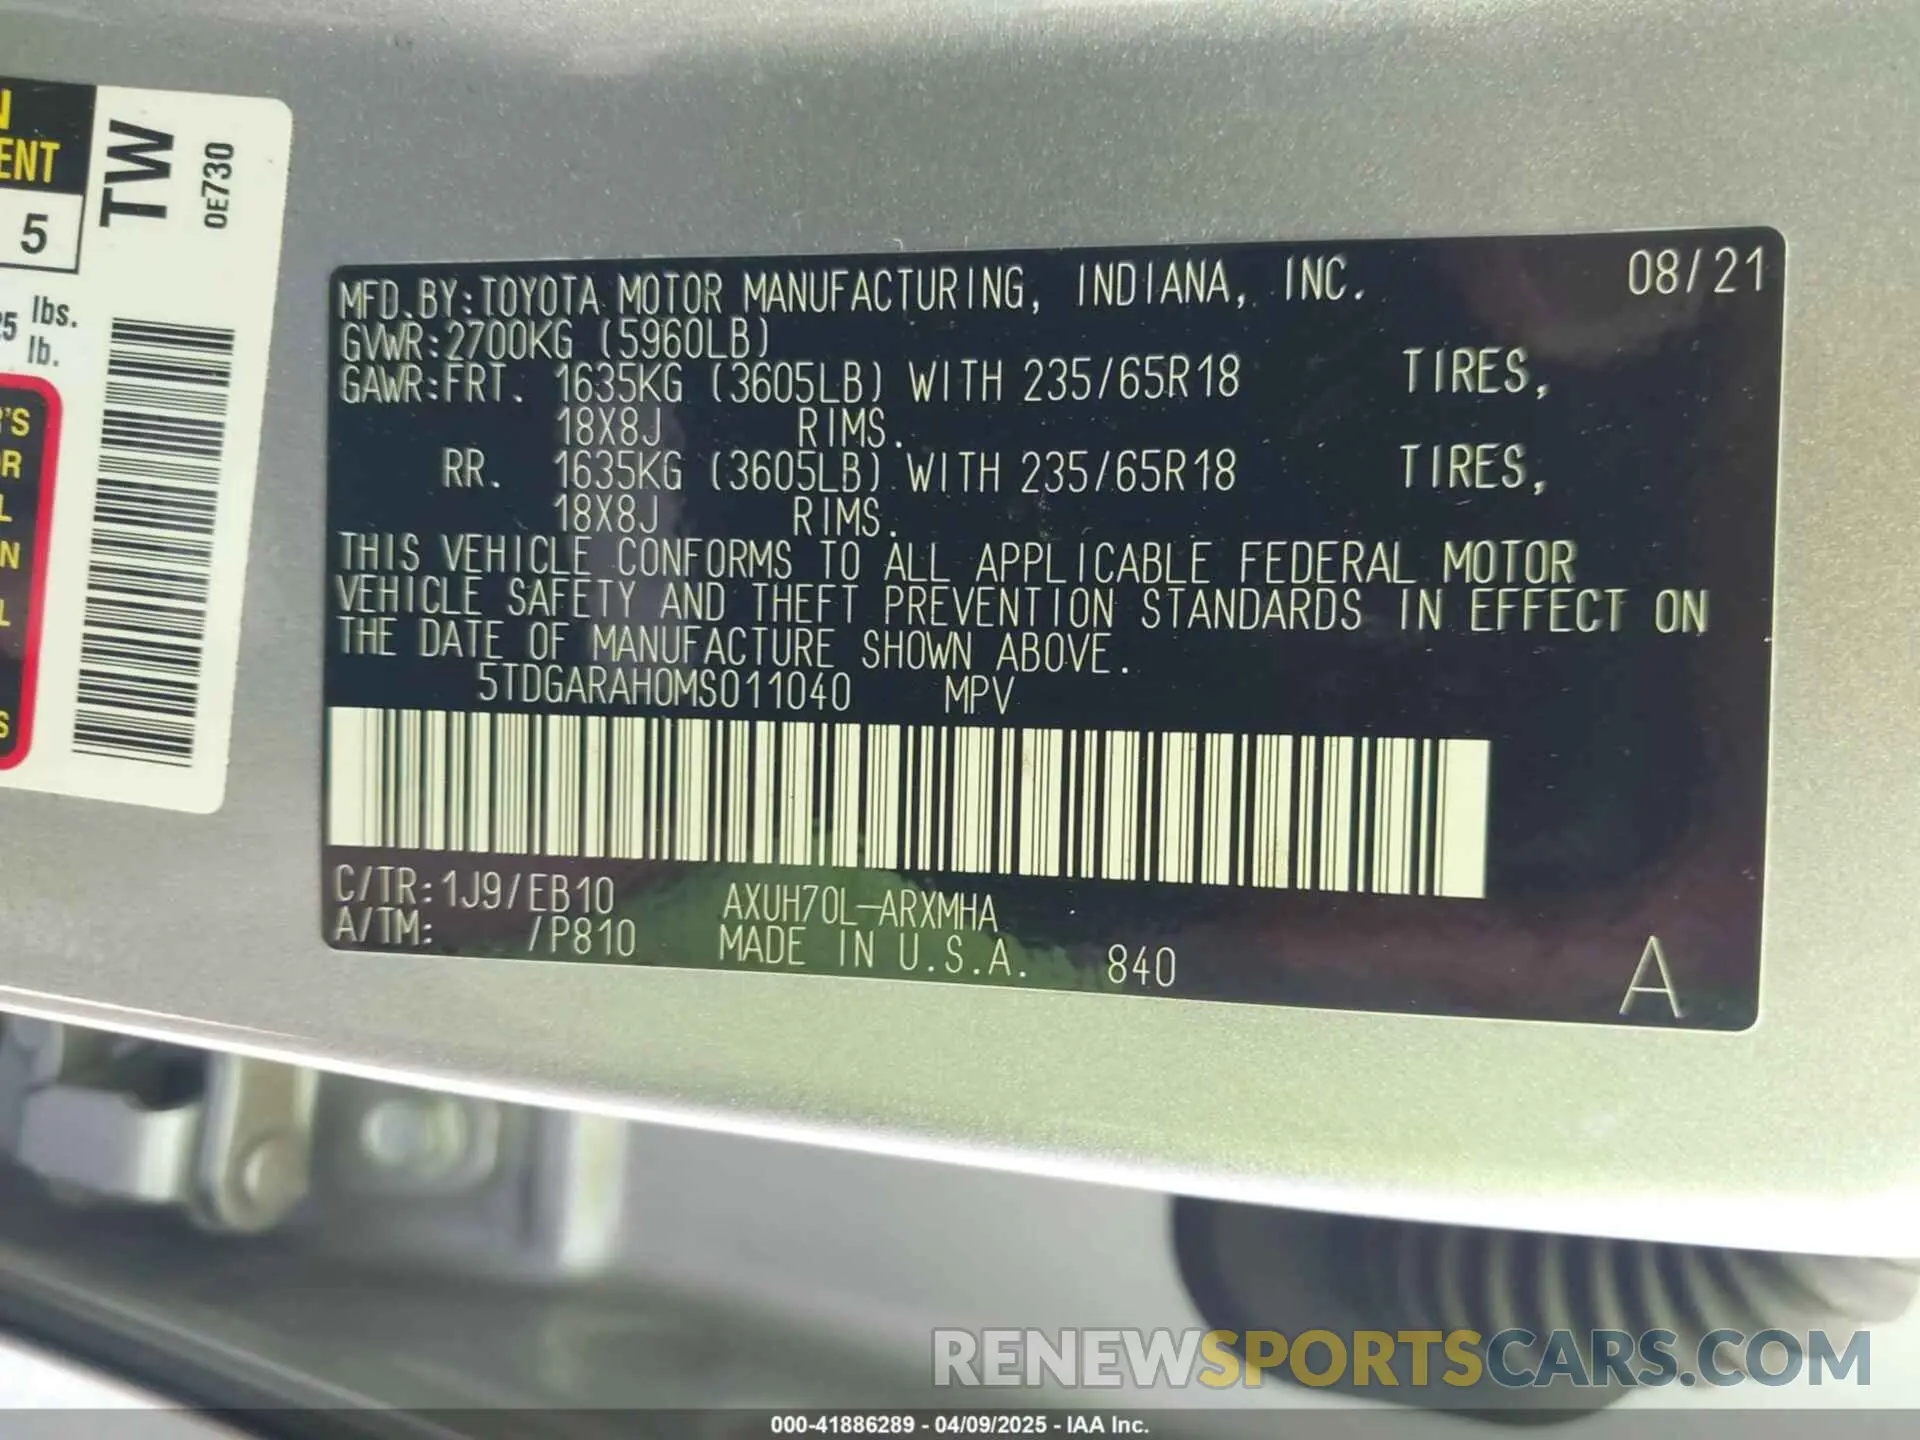 N
ENT
5
TW
0E730
25 lbs.
lb.
R'S
OR
L
N
L
S
MFD.BY:TOYOTA MOTOR MANUFACTURING, INDIANA, INC. 08/21
GVWR:2700KG (5960LB)
GAWR:FRT. 1635KG (3605LB) WITH 235/65R18 TIRES,
18X8J RIMS.
RR. 1635KG (3605LB) WITH 235/65R18 TIRES,
18X8J RIMS.
THIS VEHICLE CONFORMS TO ALL APPLICABLE FEDERAL MOTOR
VEHICLE SAFETY AND THEFT PREVENTION STANDARDS IN EFFECT ON
THE DATE OF MANUFACTURE SHOWN ABOVE.
5TDGARAH0MS011040 MPV
C/TR:1J9/EB10 AXUH70L-ARXMHA
A/TM: /P810 MADE IN U.S.A. 840 A
RENEWSPORTSCARS.COM
000-41886289 - 04/09/2025 - IAA Inc.